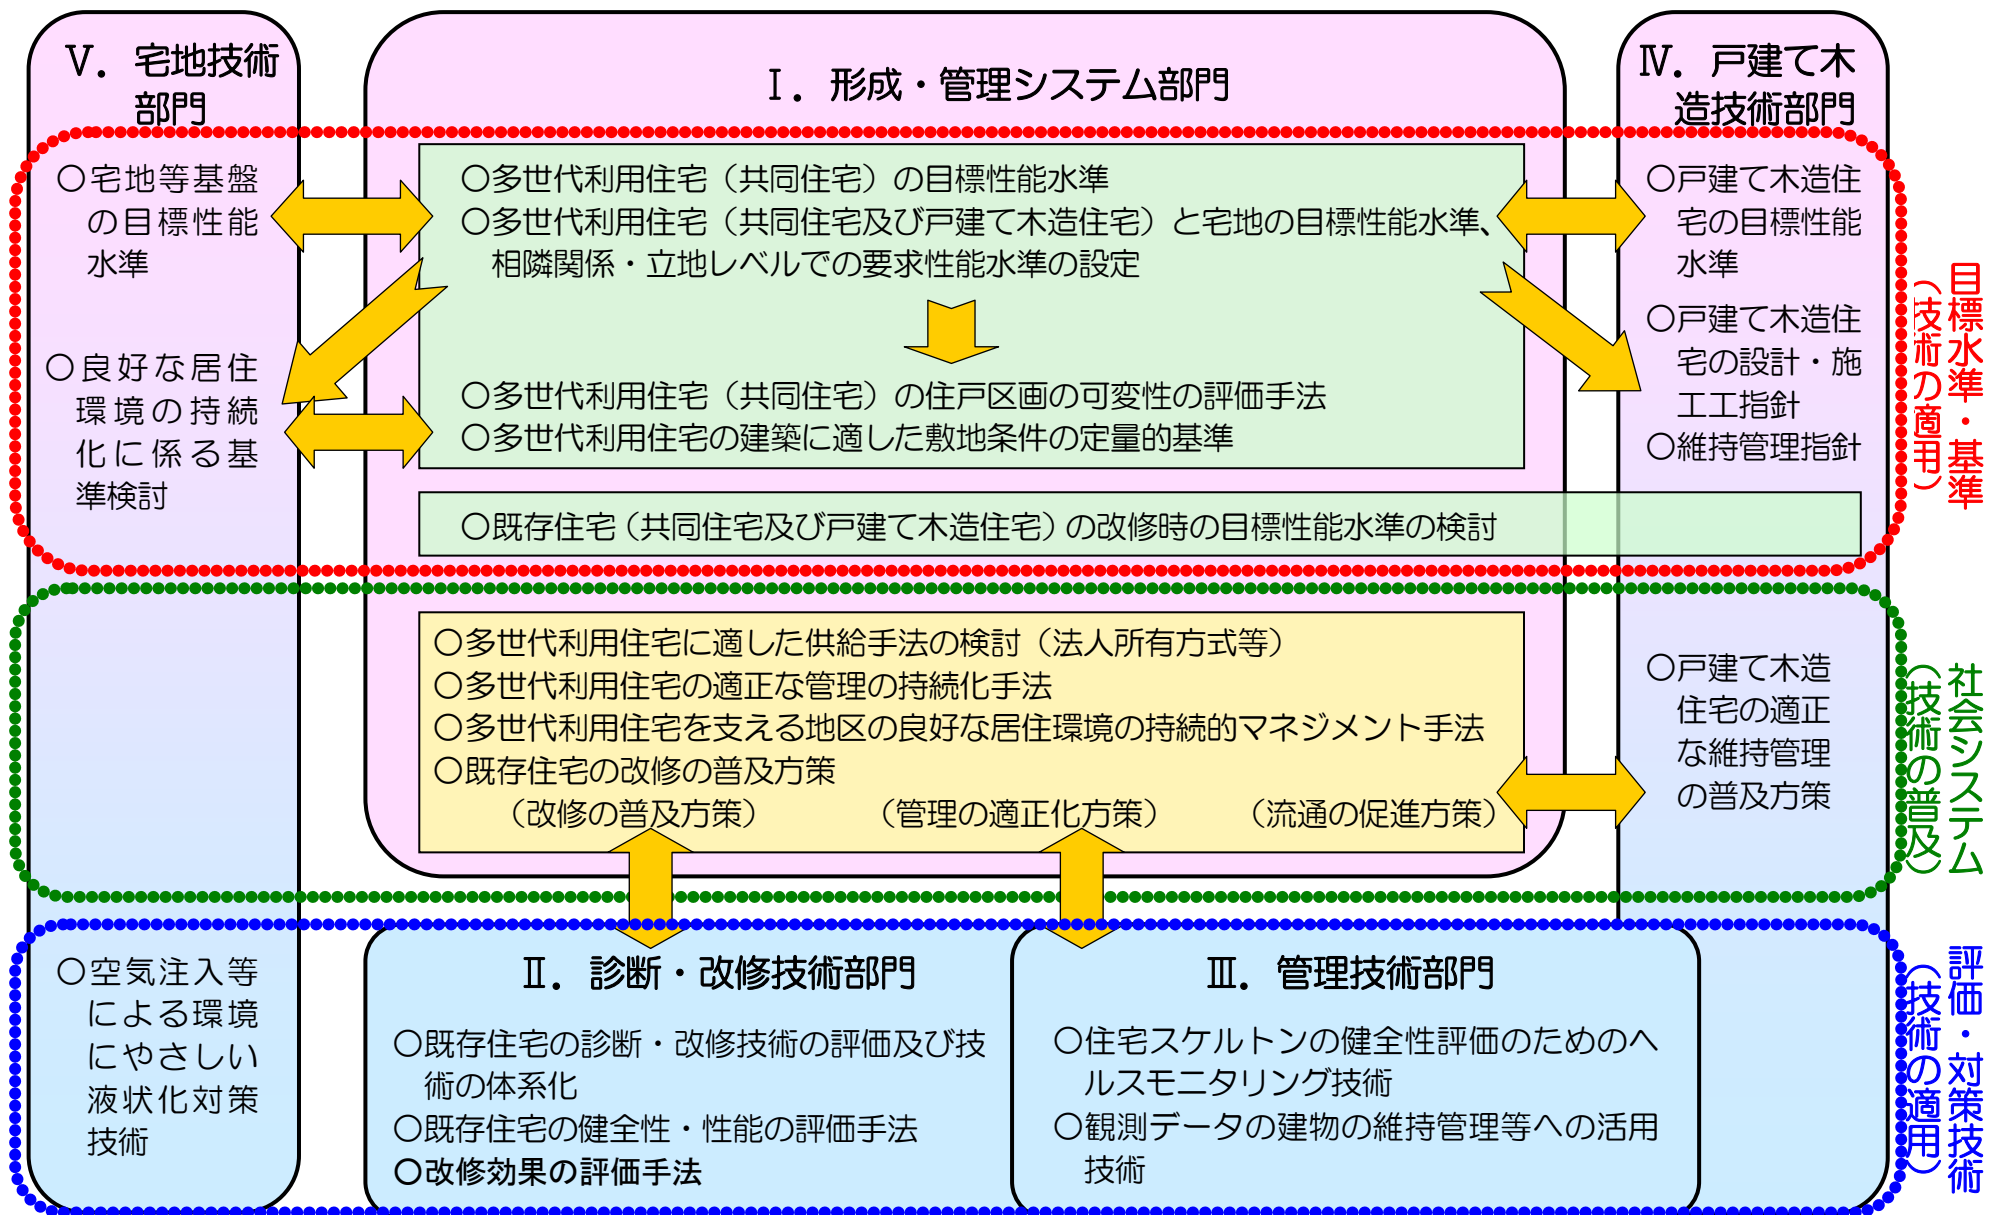 Ⅴ．宅地技術
部門
〇宅地等基盤
の目標性能
水準
〇良好な居住
環境の持続
化に係る基
準検討
〇空気注入等
による環境
にやさしい
液状化対策
技術
Ⅰ．形成・管理システム部門
〇多世代利用住宅（共同住宅）の目標性能水準
〇多世代利用住宅（共同住宅及び戸建て木造住宅）と宅地の目標性能水準、
相隣関係・立地レベルでの要求性能水準の設定
〇多世代利用住宅（共同住宅）の住戸区画の可変性の評価手法
〇多世代利用住宅の建築に適した敷地条件の定量的基準
〇既存住宅（共同住宅及び戸建て木造住宅）の改修時の目標性能水準の検討
〇多世代利用住宅に適した供給手法の検討（法人所有方式等）
〇多世代利用住宅の適正な管理の持続化手法
〇多世代利用住宅を支える地区の良好な居住環境の持続的マネジメント手法
〇既存住宅の改修の普及方策
（改修の普及方策）　（管理の適正化方策）　（流通の促進方策）
Ⅱ．診断・改修技術部門
〇既存住宅の診断・改修技術の評価及び技
術の体系化
〇既存住宅の健全性・性能の評価手法
〇改修効果の評価手法
Ⅲ．管理技術部門
〇住宅スケルトンの健全性評価のためのヘ
ルスモニタリング技術
〇観測データの建物の維持管理等への活用
技術
Ⅳ．戸建て木
造技術部門
〇戸建て木造住
宅の目標性能
水準
〇戸建て木造住
宅の設計・施
工工指針
〇維持管理指針
〇戸建て木造
住宅の適正
な維持管理
の普及方策
目標水準・基準
（技術の適用）
社会システム
（技術の普及）
評価・対策技術
（技術の適用）